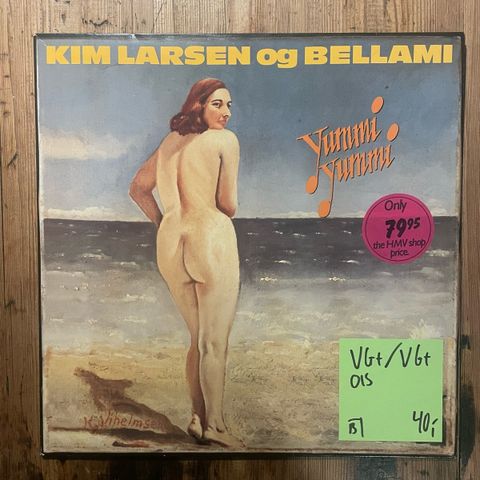 KIM LARSEN og BELLAMI
Yummi
Yummi
Only
79.95
the HMV shop
price.
VG+/VG+
OIS
B1
40,-